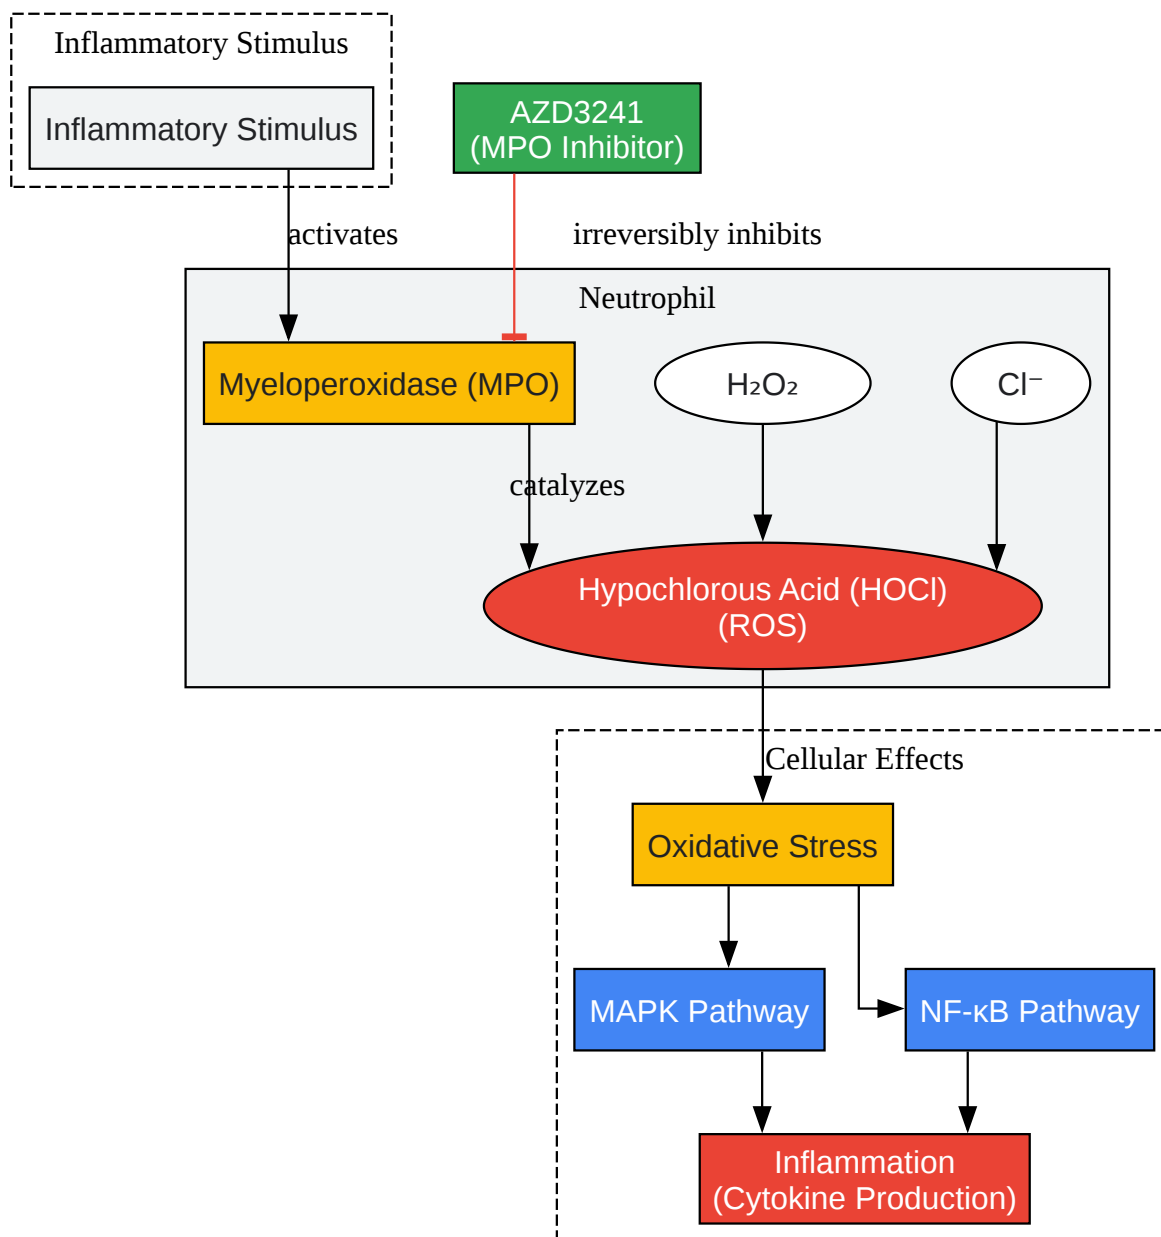 Inflammatory Stimulus
Inflammatory Stimulus
AZD3241
(MPO Inhibitor)
activates
irreversibly inhibits
Neutrophil
Myeloperoxidase (MPO)
H₂O₂
Cl⁻
catalyzes
Hypochlorous Acid (HOCl)
(ROS)
Cellular Effects
Oxidative Stress
MAPK Pathway
NF-κB Pathway
Inflammation
(Cytokine Production)